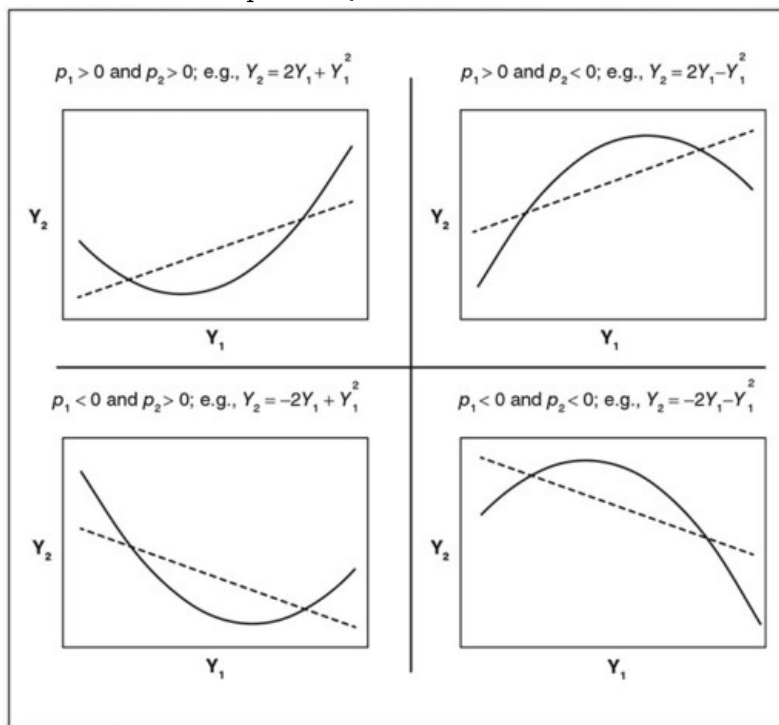 p₁ > 0 and p₂ > 0; e.g., Y₂ = 2Y₁ + Y₁²
p₁ > 0 and p₂ < 0; e.g., Y₂ = 2Y₁–Y₁²
Y₂
Y₁
Y₂
Y₁
p₁ < 0 and p₂ > 0; e.g., Y₂ = –2Y₁ + Y₁²
p₁ < 0 and p₂ < 0; e.g., Y₂ = –2Y₁–Y₁²
Y₂
Y₁
Y₂
Y₁